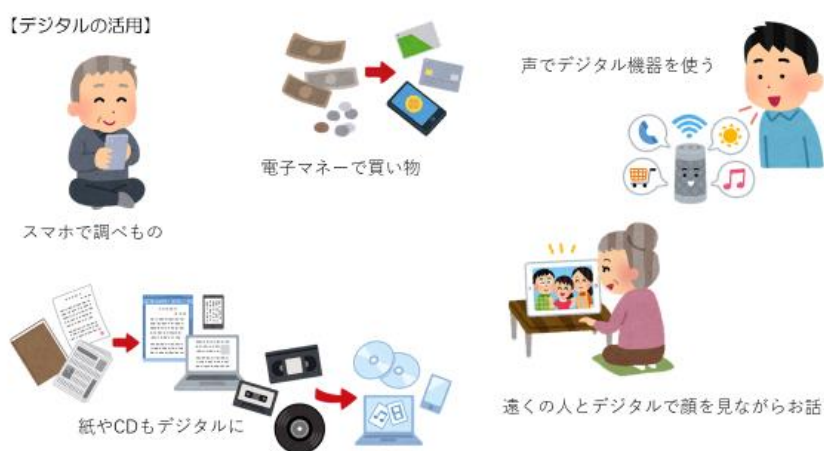 【デジタルの活用】
電子マネーで買い物
声でデジタル機器を使う
スマホで調べもの
紙やCDもデジタルに
遠くの人とデジタルで顔を見ながらお話